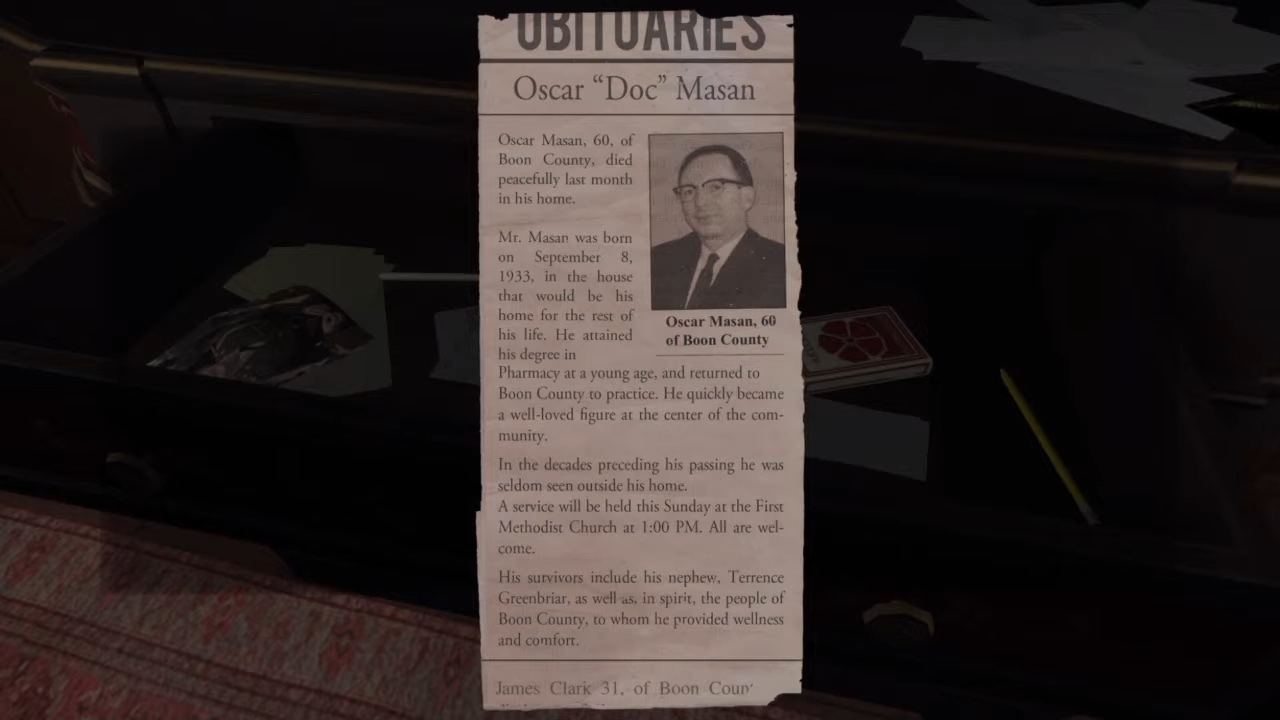 OBITUARIES
Oscar “Doc” Masan
Oscar Masan, 60, of
Boon County, died
peacefully last month
in his home.
Mr. Masan was born
on September 8,
1933, in the house
that would be his
home for the rest of
his life. He attained
his degree in
Oscar Masan, 60
of Boon County
Pharmacy at a young age, and returned to
Boon County to practice. He quickly became
a well-loved figure at the center of the com-
munity.
In the decades preceding his passing he was
seldom seen outside his home.
A service will be held this Sunday at the First
Methodist Church at 1:00 PM. All are wel-
come.
His survivors include his nephew, Terrence
Greenbriar, as well as, in spirit, the people of
Boon County, to whom he provided wellness
and comfort.
James Clark 31, of Boon Coun